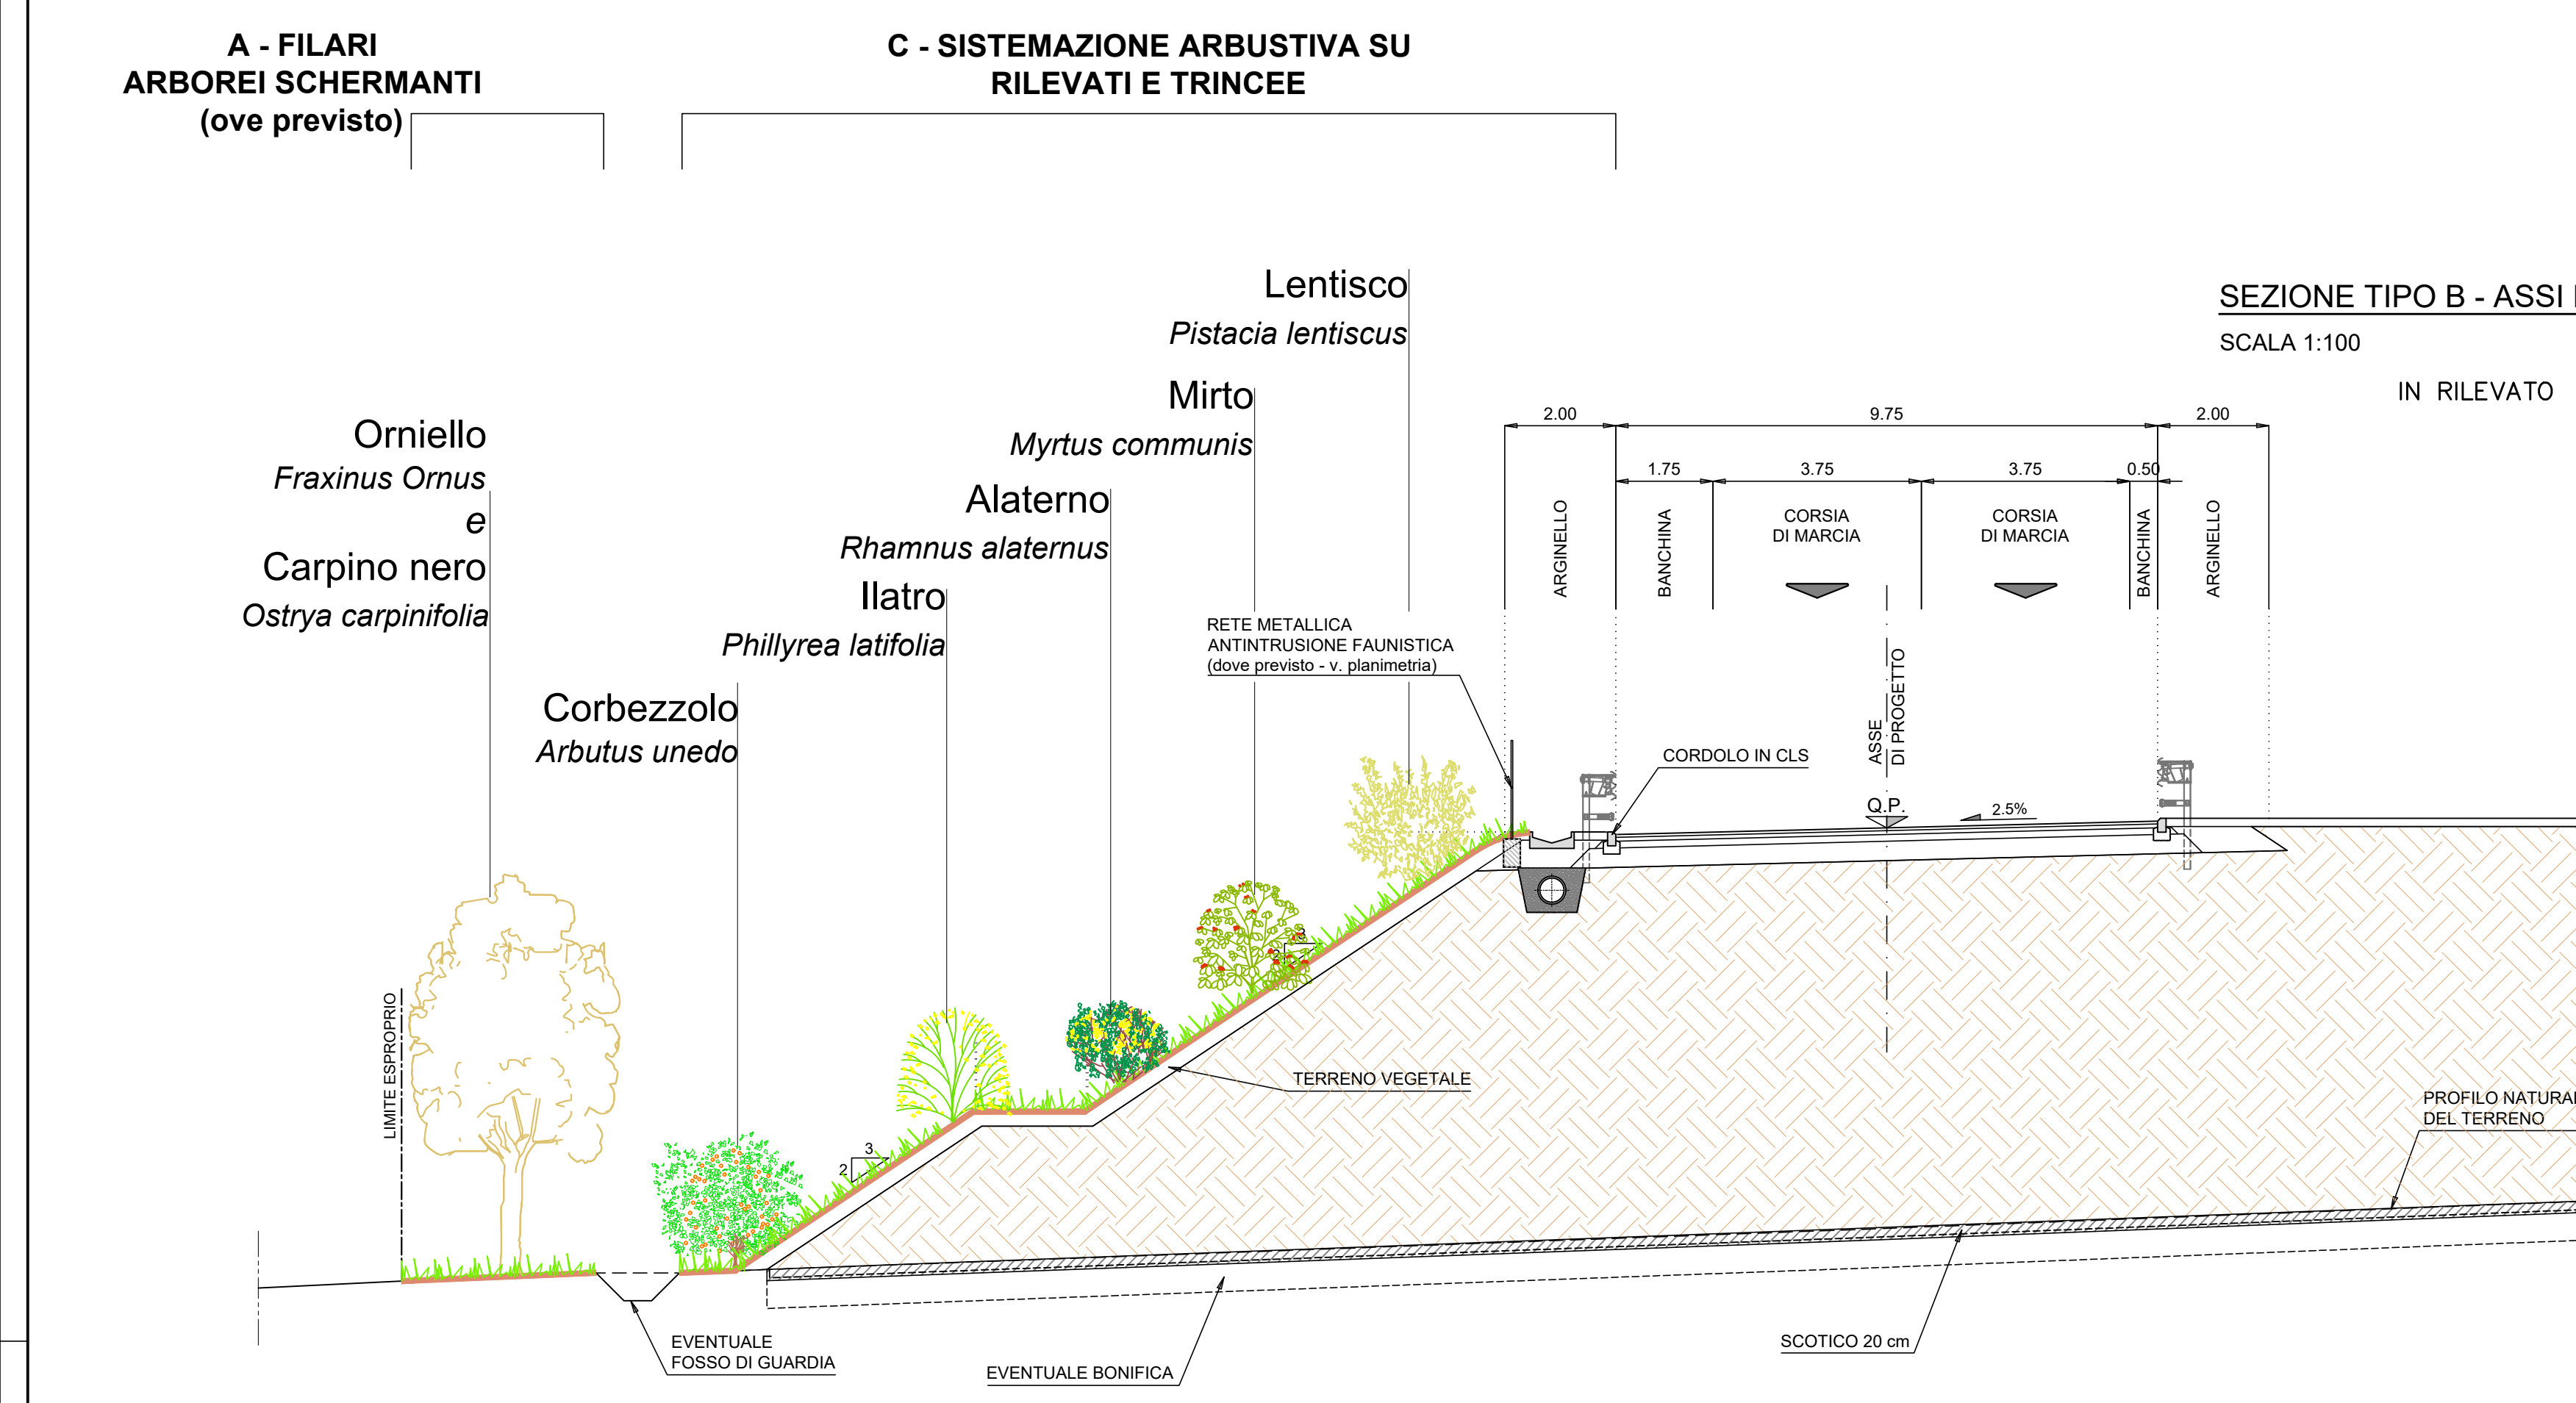 A - FILARI
ARBOREI SCHERMANTI
(ove previsto)
C - SISTEMAZIONE ARBUSTIVA SU
RILEVATI E TRINCEE
SEZIONE TIPO B - ASSI
SCALA 1:100
IN RILEVATO
Lentisco
Pistacia lentiscus
Mirto
Myrtus communis
Orniello
Fraxinus Ornus
e
Carpino nero
Ostrya carpinifolia
Alaterno
Rhamnus alaternus
Ilatro
Phillyrea latifolia
Corbezzolo
Arbutus unedo
2.00
9.75
2.00
1.75
3.75
3.75
0.50
ARGINELLO
BANCHINA
CORSIA
DI MARCIA
CORSIA
DI MARCIA
BANCHINA
ARGINELLO
RETE METALLICA
ANTINTRUSIONE FAUNISTICA
(dove previsto - v. planimetria)
CORDOLO IN CLS
ASSE
DI PROGETTO
Q.P.
2.5%
3
2
LIMITE ESPROPRIO
TERRENO VEGETALE
3
2
PROFILO NATURAL
DEL TERRENO
EVENTUALE
FOSSO DI GUARDIA
EVENTUALE BONIFICA
SCOTICO 20 cm